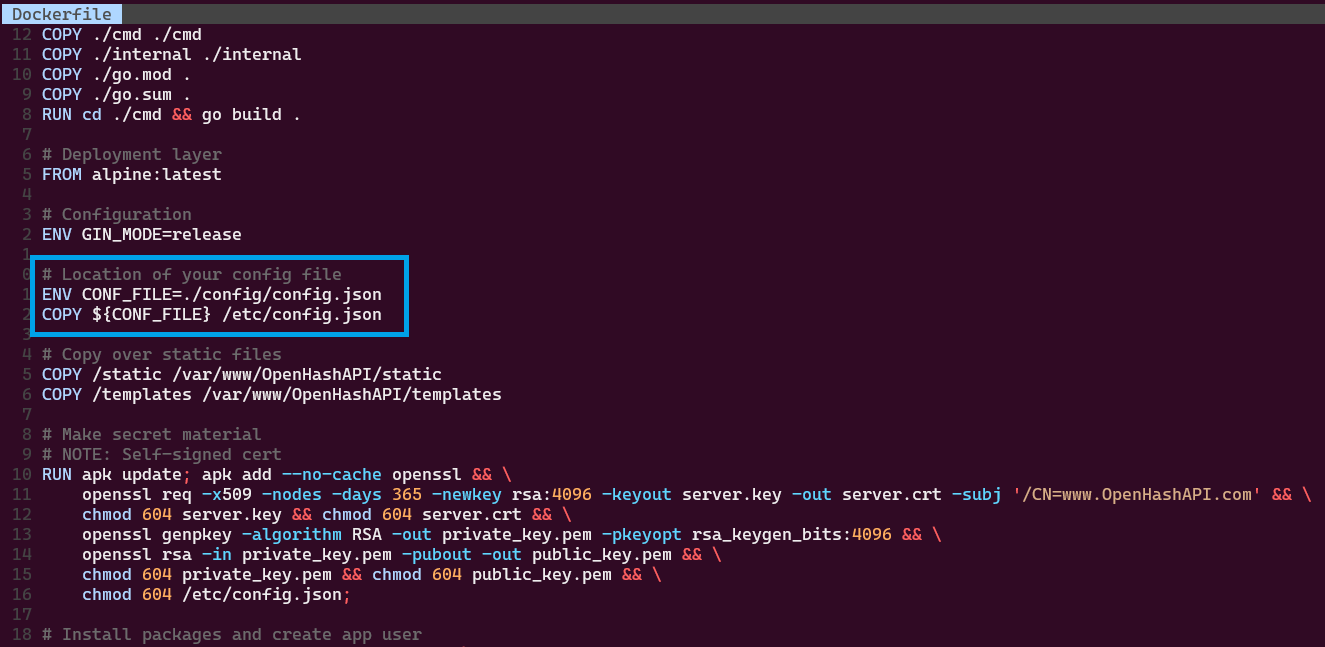 Dockerfile
12 COPY ./cmd ./cmd
11 COPY ./internal ./internal
10 COPY ./go.mod .
9 COPY ./go.sum .
8 RUN cd ./cmd && go build .
7
6 # Deployment layer
5 FROM alpine:latest
4
3 # Configuration
2 ENV GIN_MODE=release
1
0 # Location of your config file
1 ENV CONF_FILE=./config/config.json
2 COPY ${CONF_FILE} /etc/config.json
3
4 # Copy over static files
5 COPY /static /var/www/OpenHashAPI/static
6 COPY /templates /var/www/OpenHashAPI/templates
7
8 # Make secret material
9 # NOTE: Self-signed cert
10 RUN apk update; apk add --no-cache openssl && \
11 openssl req -x509 -nodes -days 365 -newkey rsa:4096 -keyout server.key -out server.crt -subj '/CN=www.OpenHashAPI.com' && \
12 chmod 604 server.key && chmod 604 server.crt && \
13 openssl genpkey -algorithm RSA -out private_key.pem -pkeyopt rsa_keygen_bits:4096 && \
14 openssl rsa -in private_key.pem -pubout -out public_key.pem && \
15 chmod 604 private_key.pem && chmod 604 public_key.pem && \
16 chmod 604 /etc/config.json;
17
18 # Install packages and create app user